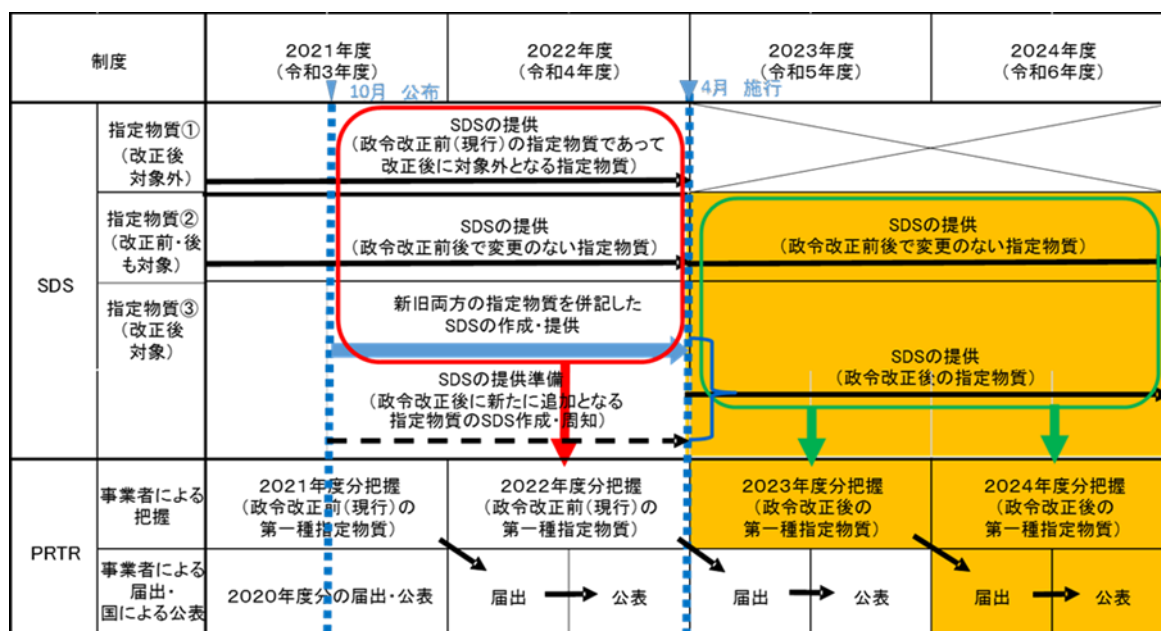 制度
2021年度
(令和3年度)
2022年度
(令和4年度)
2023年度
(令和5年度)
2024年度
(令和6年度)
10月 公布
4月 施行
SDS
指定物質①
(改正後
対象外)
SDSの提供
(政令改正前(現行)の指定物質であって
改正後に対象外となる指定物質)
指定物質②
(改正前・後
も対象)
SDSの提供
(政令改正前後で変更のない指定物質)
SDSの提供
(政令改正前後で変更のない指定物質)
指定物質③
(改正後
対象)
新旧両方の指定物質を併記した
SDSの作成・提供
SDSの提供準備
(政令改正後に新たに追加となる
指定物質のSDS作成・周知)
SDSの提供
(政令改正後の指定物質)
PRTR
事業者による
把握
2021年度分把握
(政令改正前(現行)の
第一種指定物質)
2022年度分把握
(政令改正前(現行)の
第一種指定物質)
2023年度分把握
(政令改正後の
第一種指定物質)
2024年度分把握
(政令改正後の
第一種指定物質)
事業者による
届出・
国による公表
2020年度分の届出・公表
届出
公表
届出
公表
届出
公表